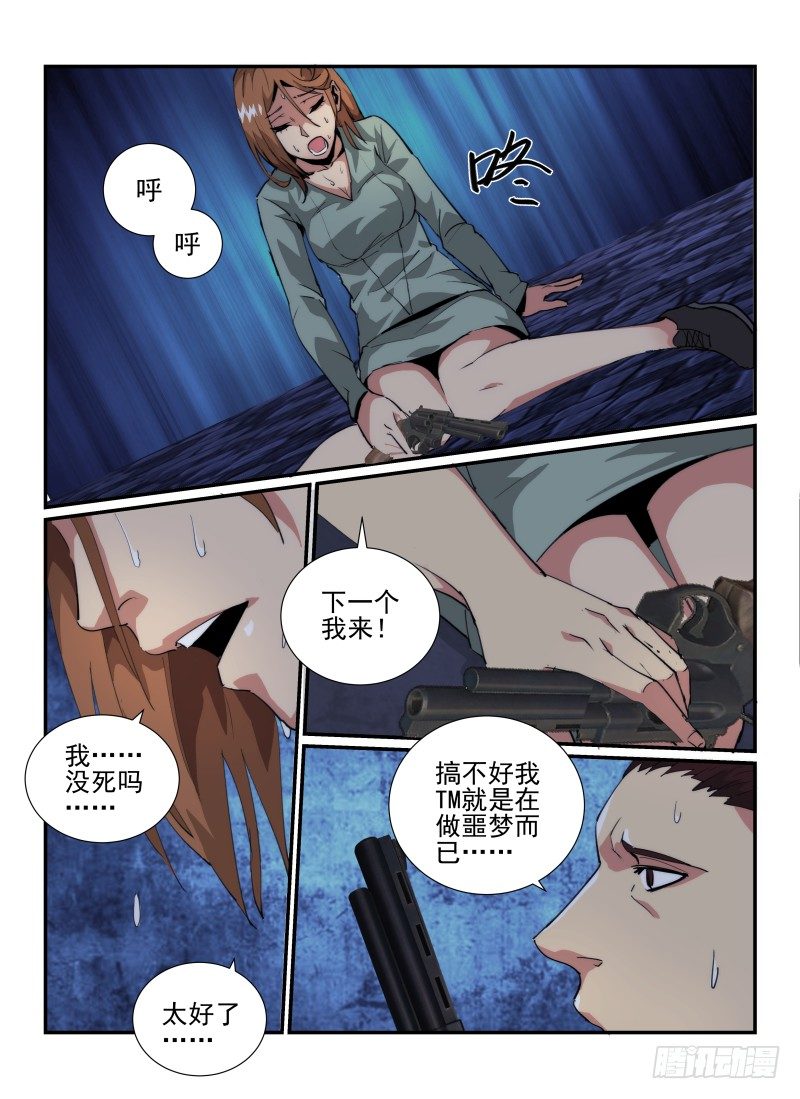 呼
呼
咚
我……
没死吗
……
太好了
……
下一个
我来！
搞不好我
TM就是在
做噩梦而
已……
腾讯动漫